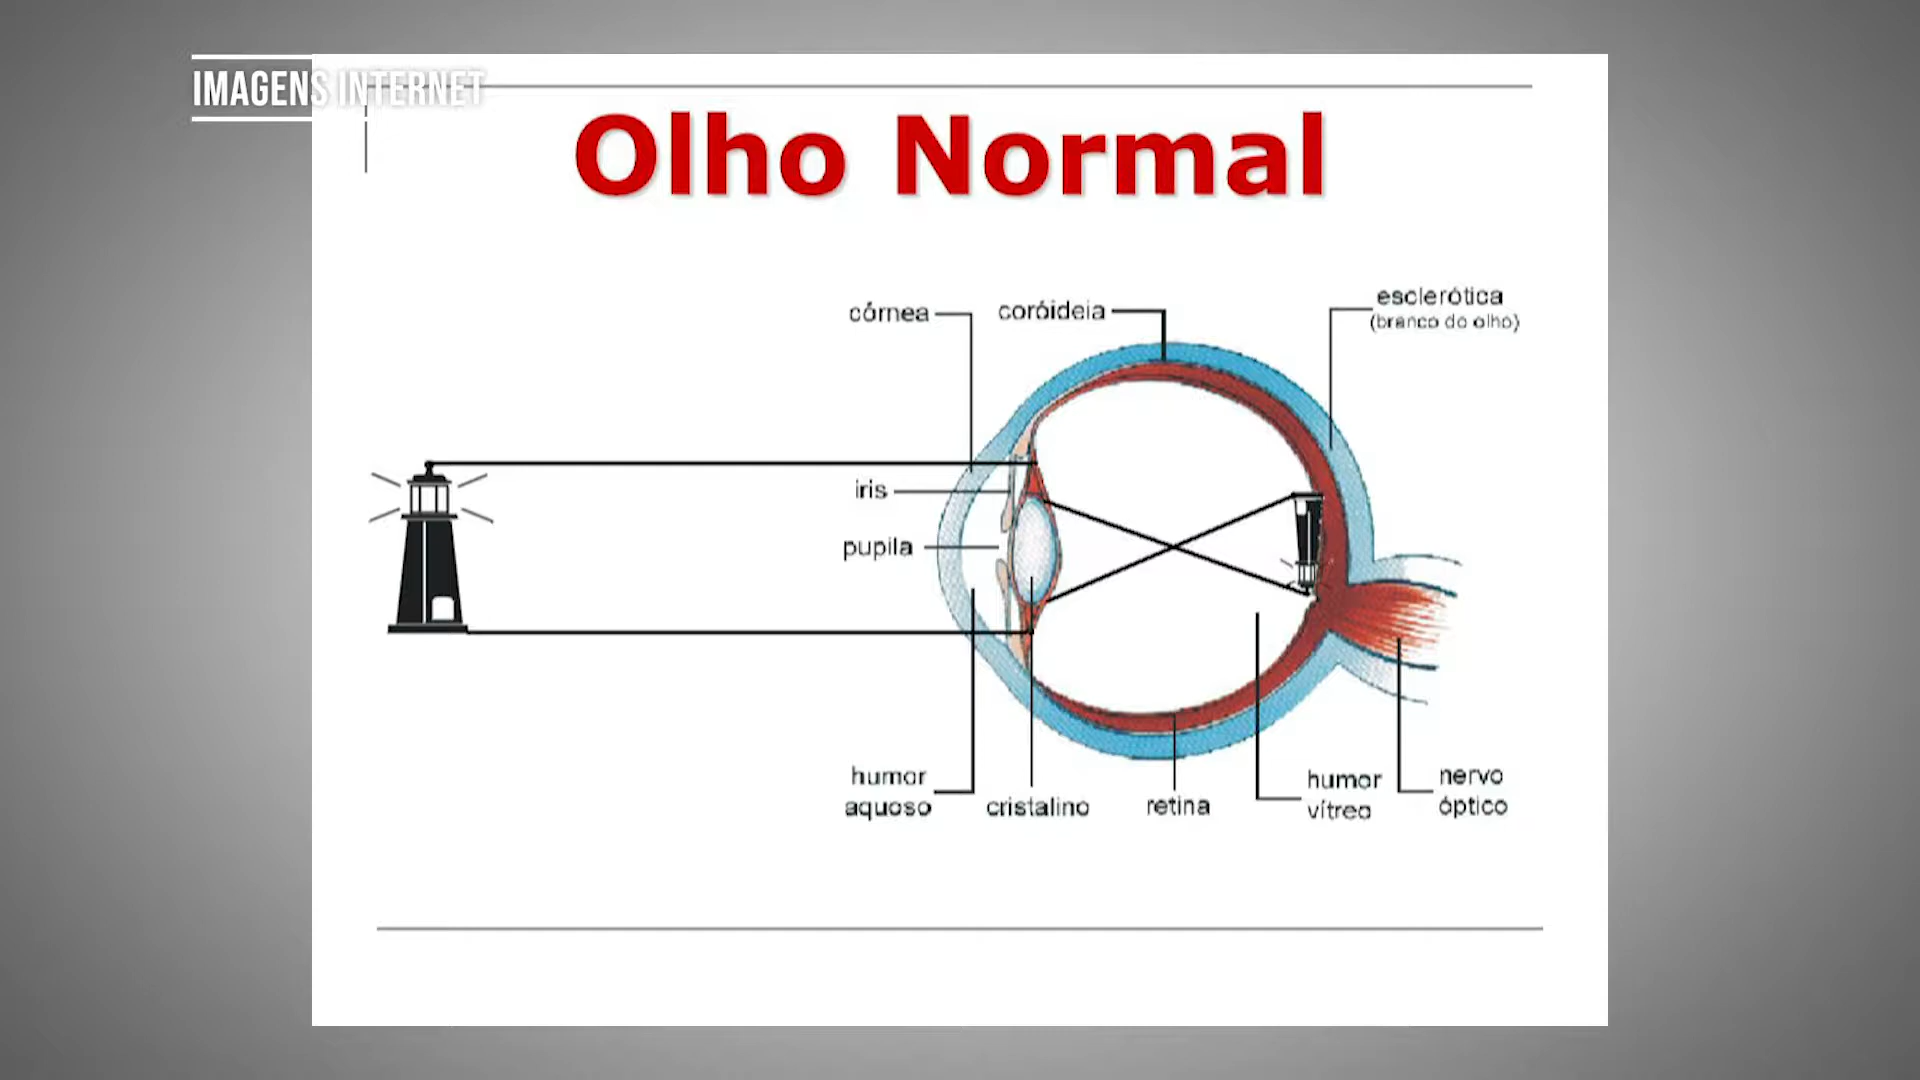 IMAGENS INTERNET
Olho Normal
córnea
coróideia
esclerótica
(branco do olho)
iris
pupila
humor
aquoso
cristalino
retina
humor
vítreo
nervo
óptico